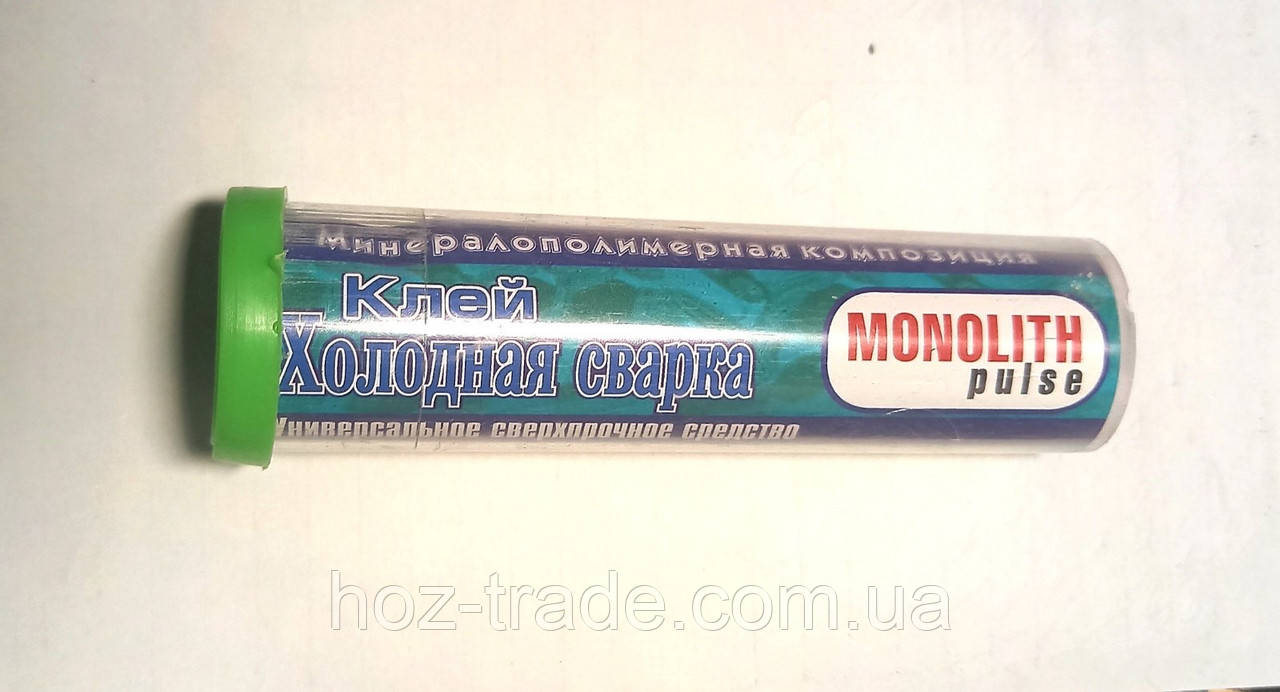 Минералополимерная композиция
Клей
Холодная сварка
MONOLITH
pulse
Универсальное сверхпрочное средство
hoz-trade.com.ua